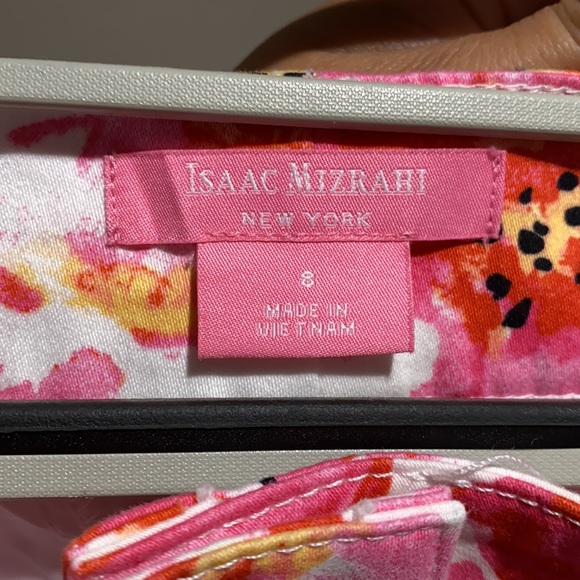 ISAAC MIZRAHI
NEW YORK
8
MADE IN
VIETNAM